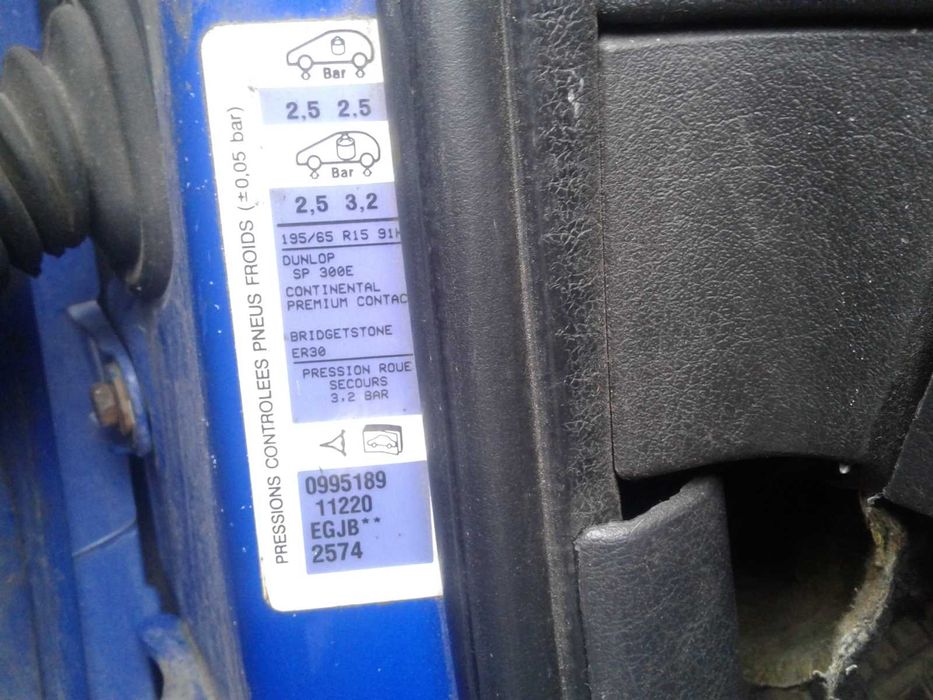 PRESSIONS CONTROLEES PNEUS FROIDS (±0,05 bar)
Bar
2,5 2,5
Bar
2,5 3,2
195/65 R15 91H
DUNLOP
SP 300E
CONTINENTAL
PREMIUM CONTAC
BRIDGETSTONE
ER30
PRESSION ROUE
SECOURS
3,2 BAR
0995189
11220
EGJB**
2574